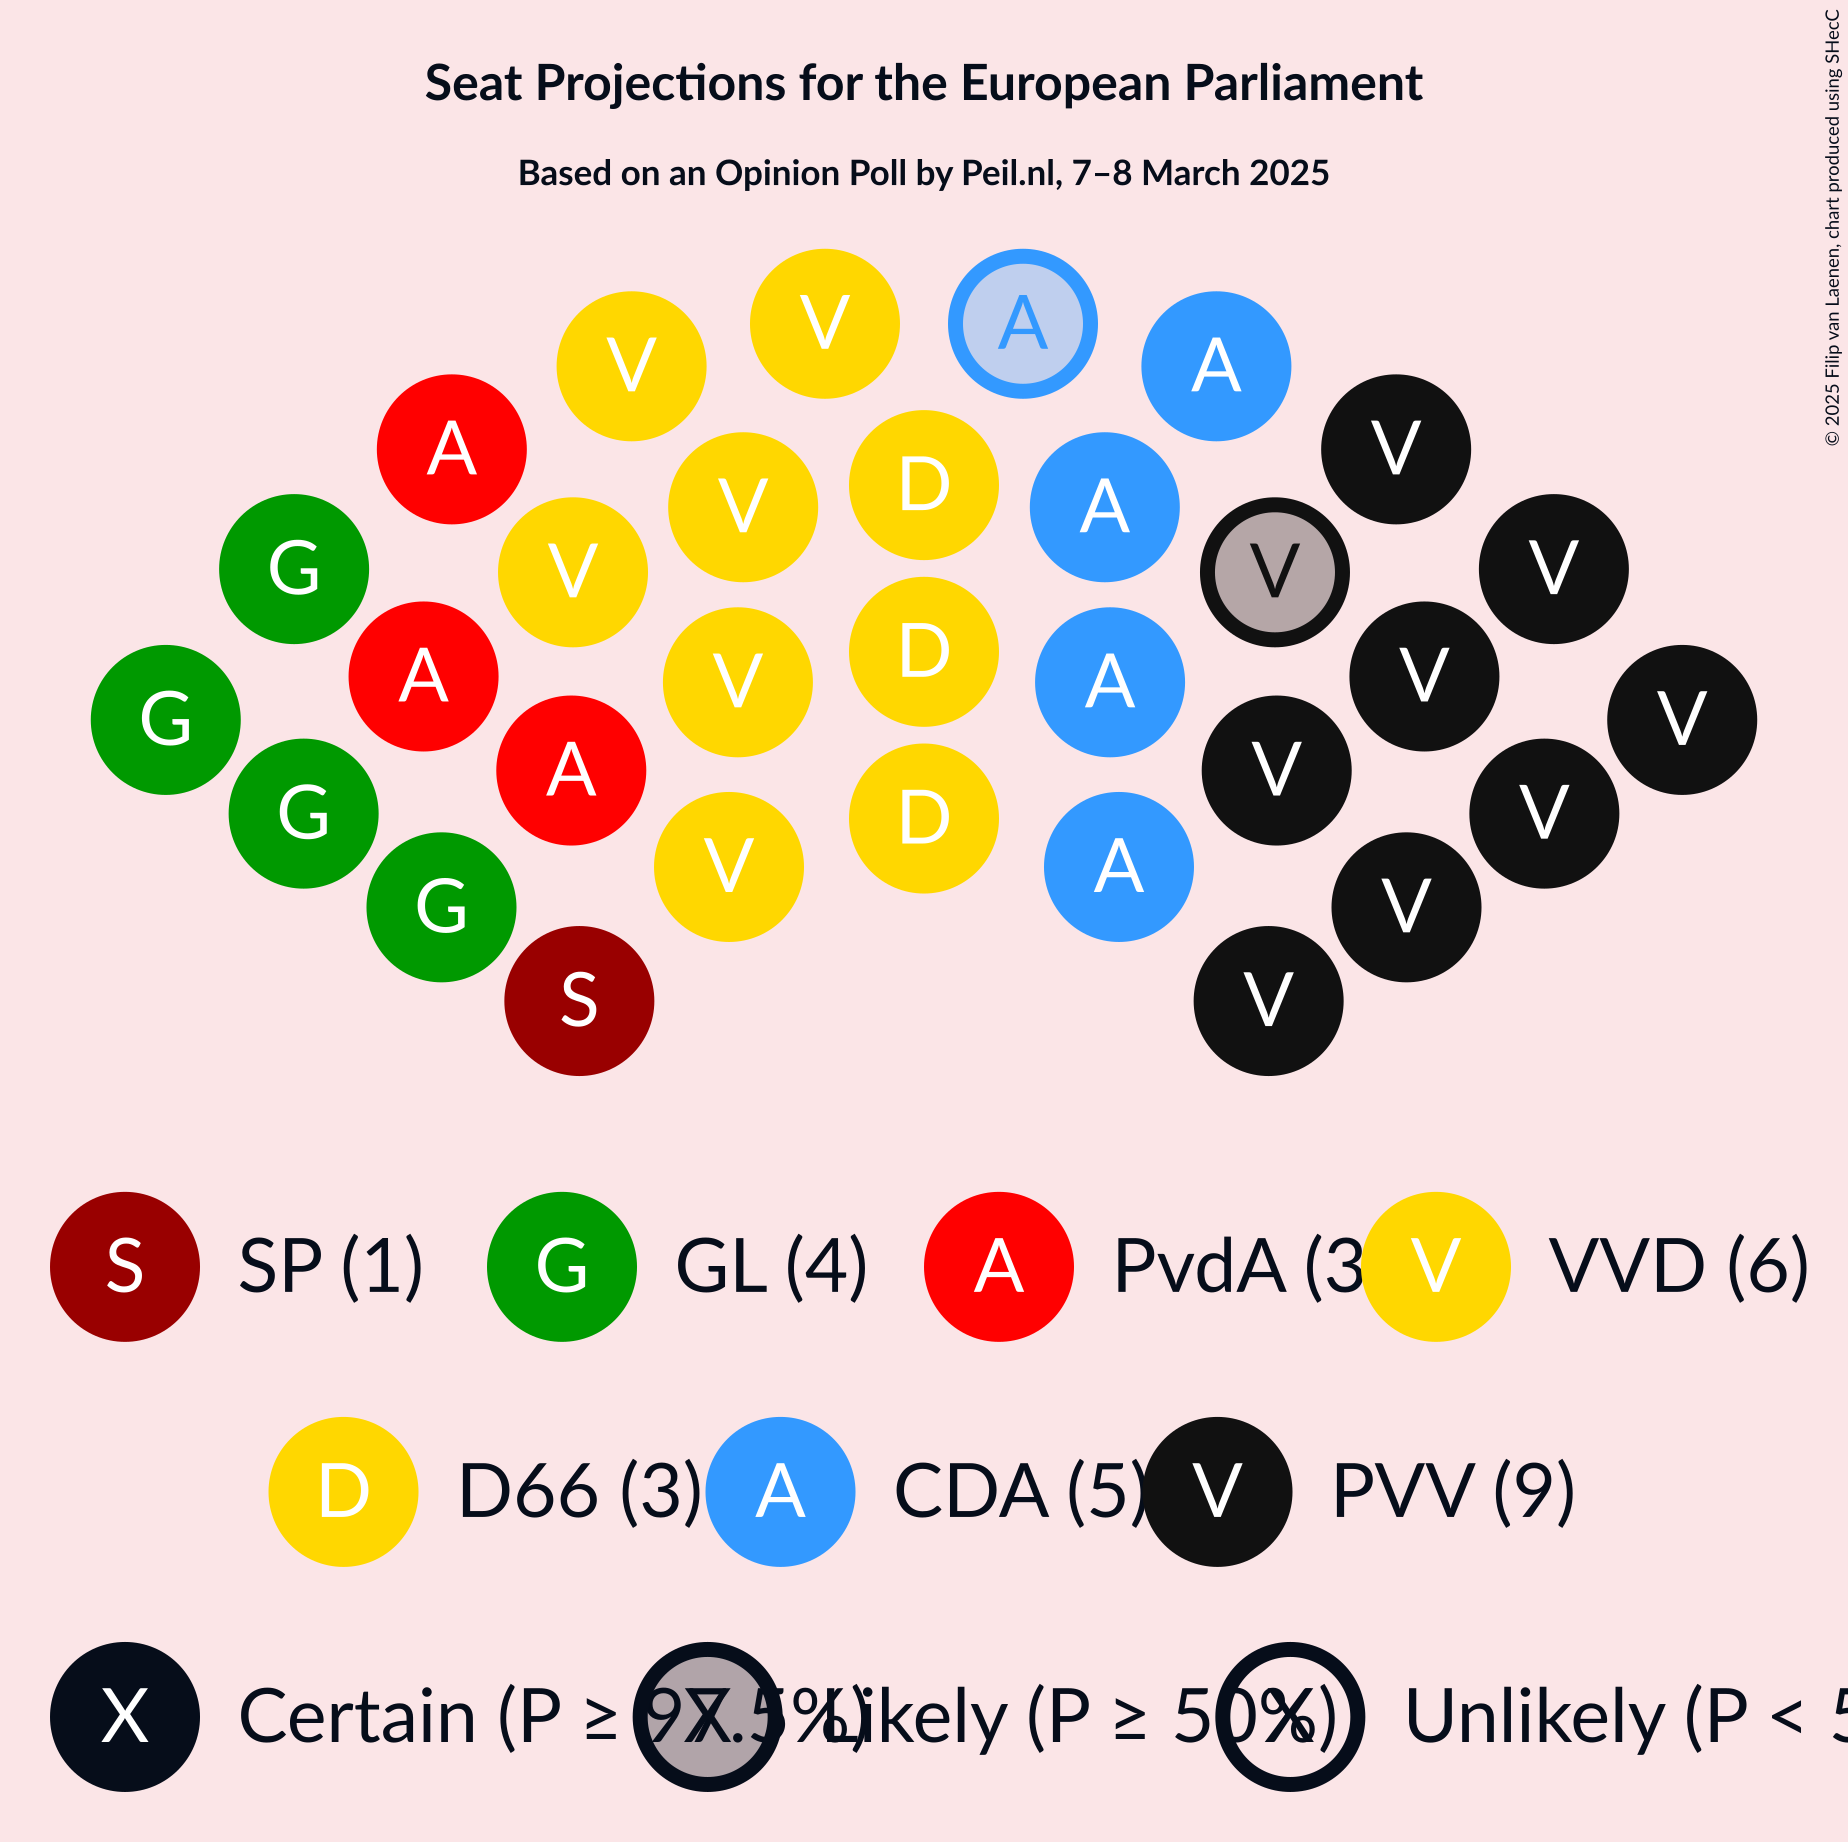 Seat Projections for the European Parliament
Based on an Opinion Poll by Peil.nl, 7–8 March 2025
© 2025 Filip van Laenen, chart produced using SHecC
V A
V A
A V
V D A
G V V V
G A V D A V V
G A V D A V V
G V A V
S V
S SP (1) G GL (4) A PvdA (3 V VVD (6)
D D66 (3) A CDA (5) V PVV (9)
X Certain (P ≥ 97.5%) X Likely (P ≥ 50%) X Unlikely (P < 5